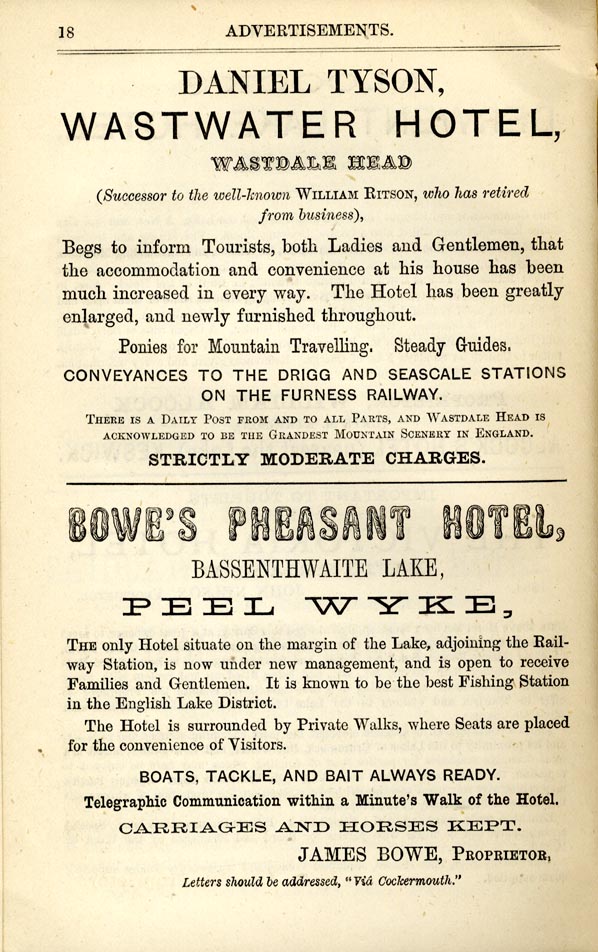 18 ADVERTISEMENTS.
DANIEL TYSON,
WASTWATER HOTEL,
WASTDALE HEAD
(Successor to the well-known WILLIAM RITSON, who has retired
from business),
Begs to inform Tourists, both Ladies and Gentlemen, that
the accommodation and convenience at his house has been
much increased in every way. The Hotel has been greatly
enlarged, and newly furnished throughout.
Ponies for Mountain Travelling. Steady Guides.
CONVEYANCES TO THE DRIGG AND SEASCALE STATIONS
ON THE FURNESS RAILWAY.
THERE IS A DAILY POST FROM AND TO ALL PARTS, AND WASTDALE HEAD IS
ACKNOWLEDGED TO BE THE GRANDEST MOUNTAIN SCENERY IN ENGLAND.
STRICTLY MODERATE CHARGES.
BOWE'S PHEASANT HOTEL,
BASSENTHWAITE LAKE,
PEEL WYKE,
THE only Hotel situate on the margin of the Lake, adjoining the Rail-
way Station, is now under new management, and is open to receive
Families and Gentlemen. It is known to be the best Fishing Station
in the English Lake District.
The Hotel is surrounded by Private Walks, where Seats are placed
for the convenience of Visitors.
BOATS, TACKLE, AND BAIT ALWAYS READY.
Telegraphic Communication within a Minute's Walk of the Hotel.
CARRIAGES AND HORSES KEPT.
JAMES BOWE, PROPRIETOR,
Letters should be addressed, "Viâ Cockermouth."